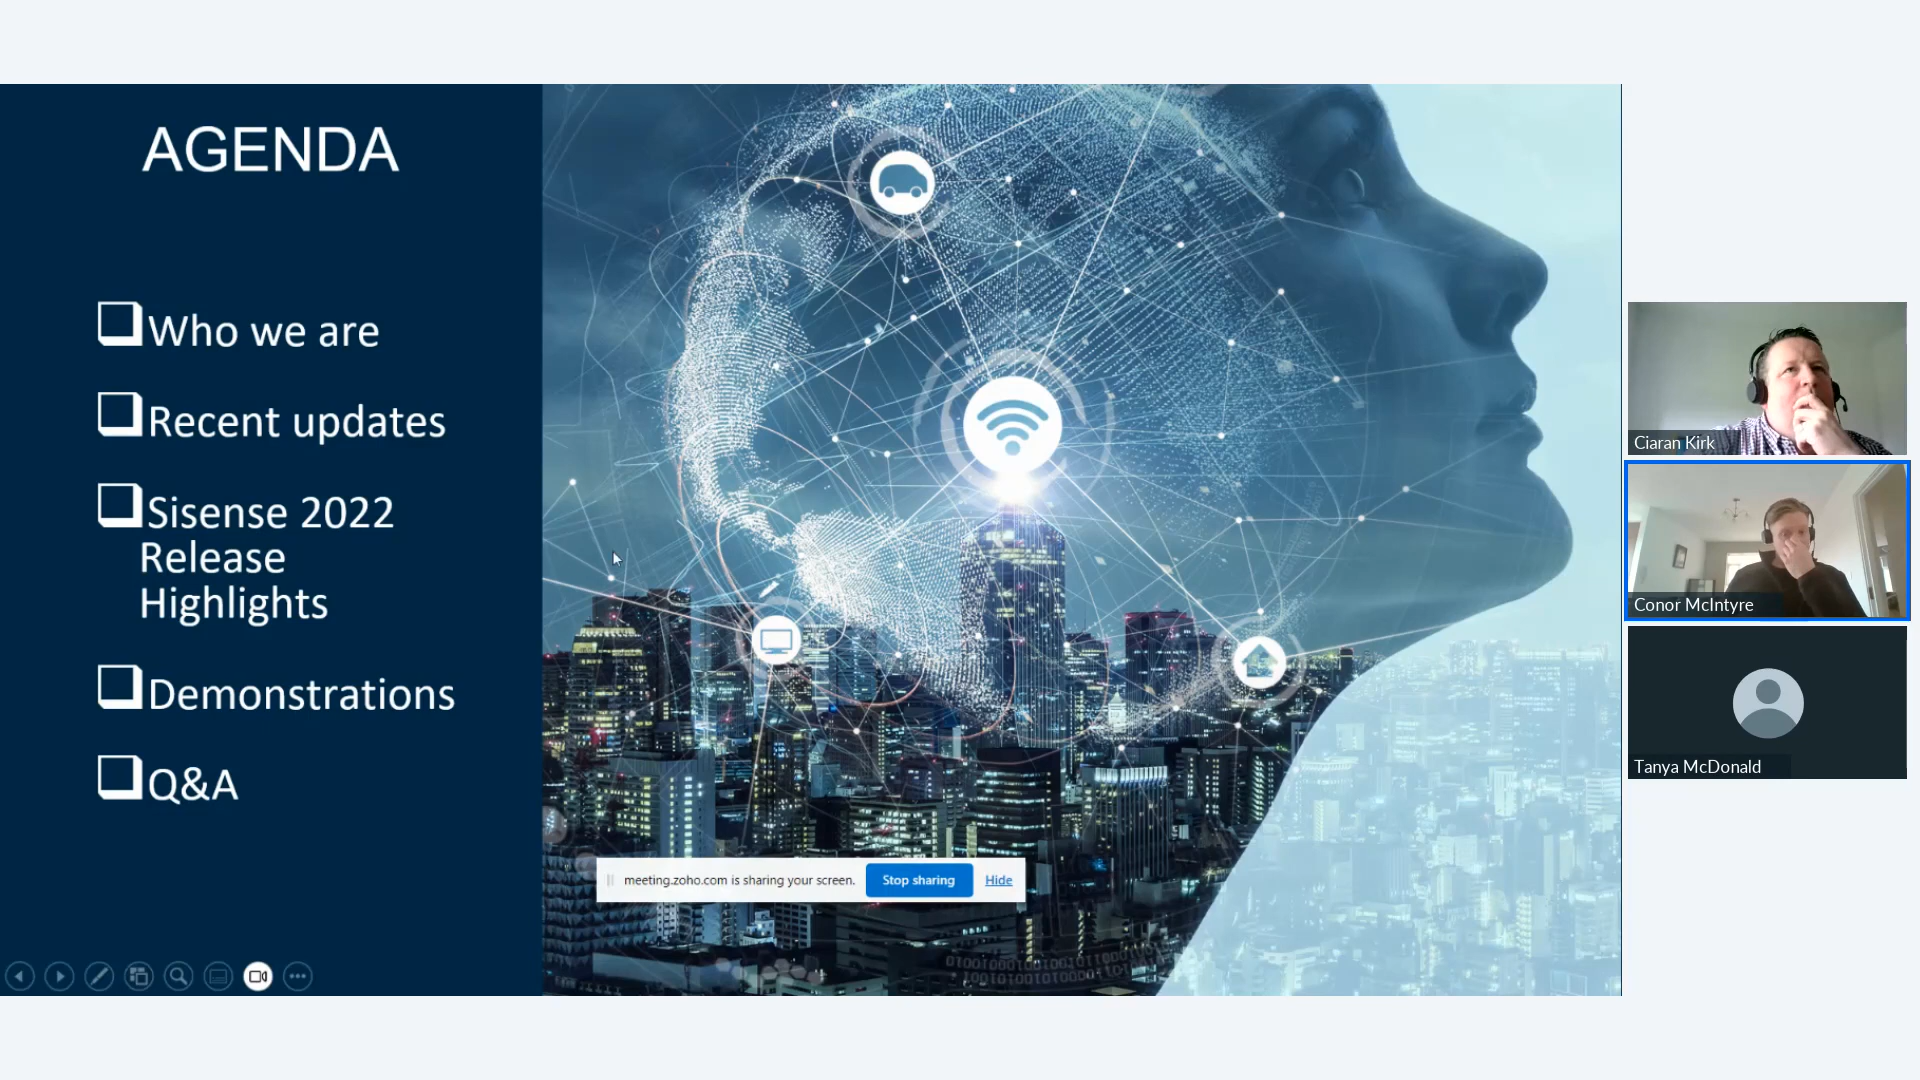 AGENDA
Who we are
Recent updates
Sisense 2022
Release
Highlights
Demonstrations
Q&A
meeting.zoho.com is sharing your screen.
Stop sharing
Hide
Ciaran Kirk
Conor McIntyre
Tanya McDonald